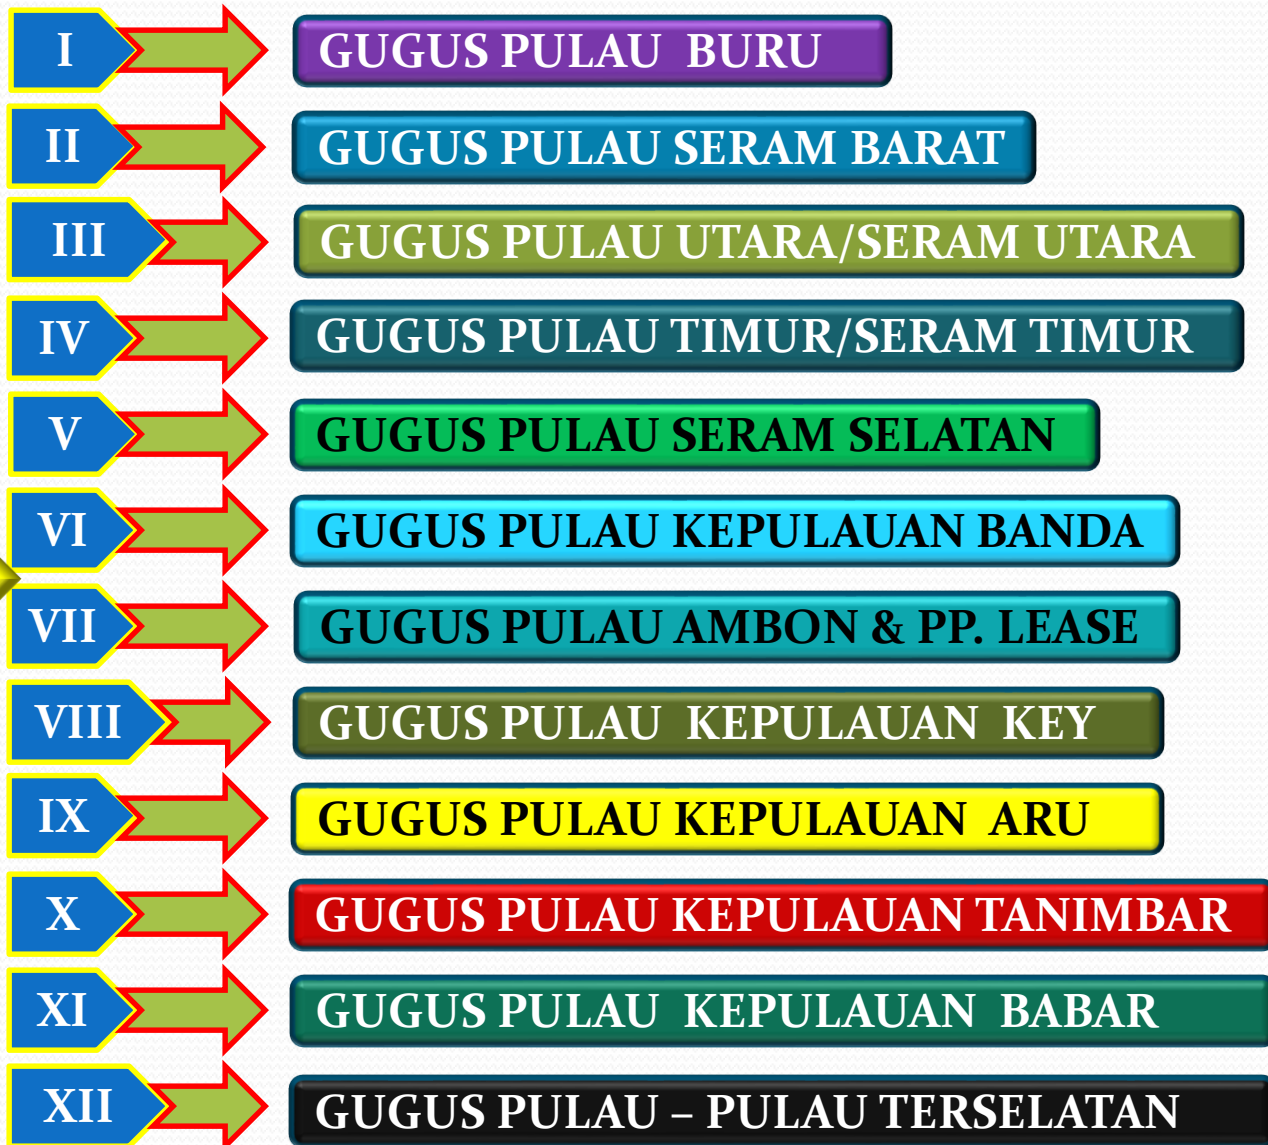 I GUGUS PULAU BURU
II GUGUS PULAU SERAM BARAT
III GUGUS PULAU UTARA/SERAM UTARA
IV GUGUS PULAU TIMUR/SERAM TIMUR
V GUGUS PULAU SERAM SELATAN
VI GUGUS PULAU KEPULAUAN BANDA
VII GUGUS PULAU AMBON & PP. LEASE
VIII GUGUS PULAU KEPULAUAN KEY
IX GUGUS PULAU KEPULAUAN ARU
X GUGUS PULAU KEPULAUAN TANIMBAR
XI GUGUS PULAU KEPULAUAN BABAR
XII GUGUS PULAU – PULAU TERSELATAN